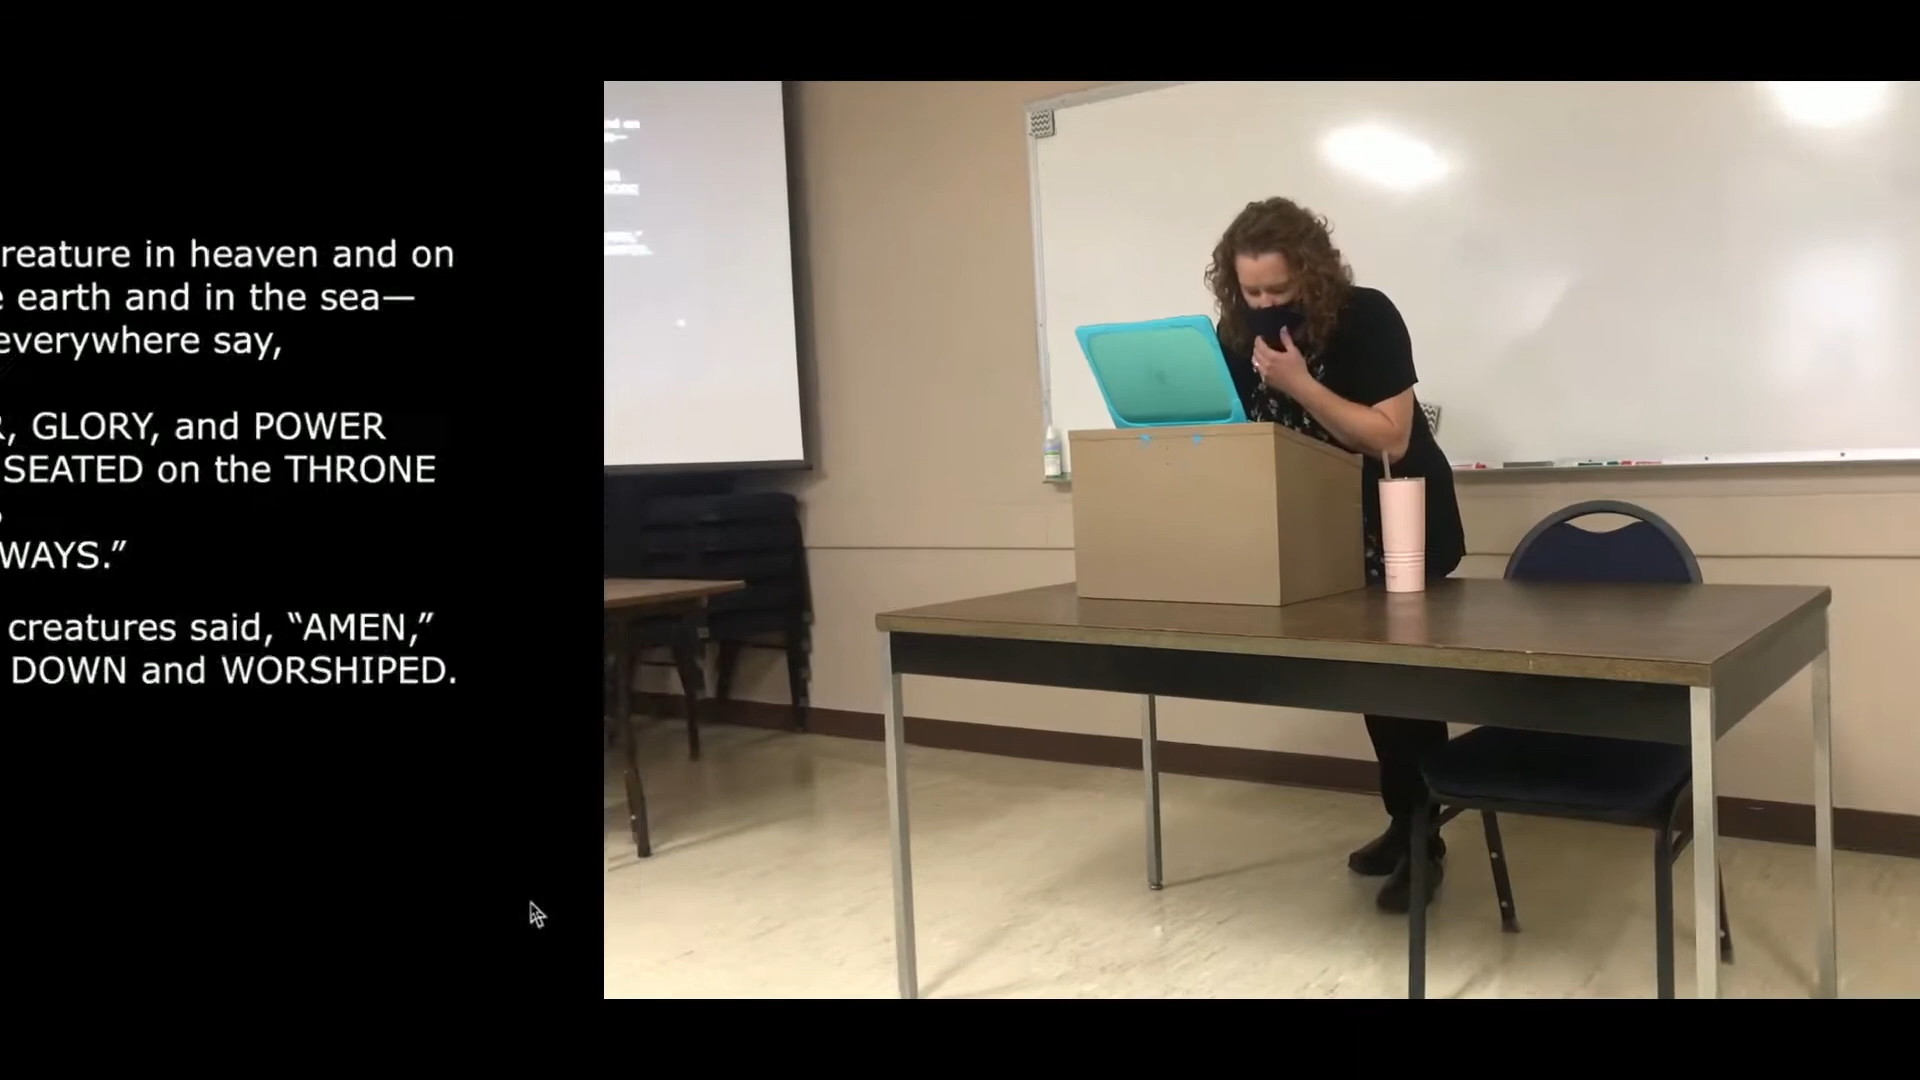 reature in heaven and on
e earth and in the sea—
everywhere say,
R, GLORY, and POWER
SEATED on the THRONE
WAYS.”
creatures said, “AMEN,”
DOWN and WORSHIPED.